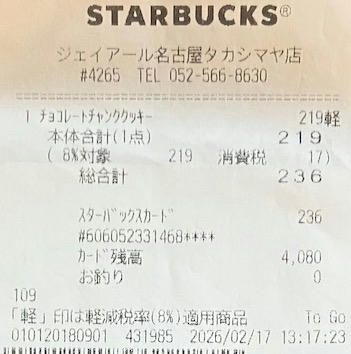 STARBUCKS®
ジェイアール名古屋タカシマヤ店
#4265 TEL 052-566-8630
1 チョコレートチャンククッキー 219軽
本体合計(1点) 219
( 8%対象 219 消費税 17)
総合計 236
スターバックスカード 236
#606052331468****
カード残高 4,080
お釣り 0
109
「軽」印は軽減税率(8%)適用商品 To Go
010120180901 431985 2026/02/17 13:17:23